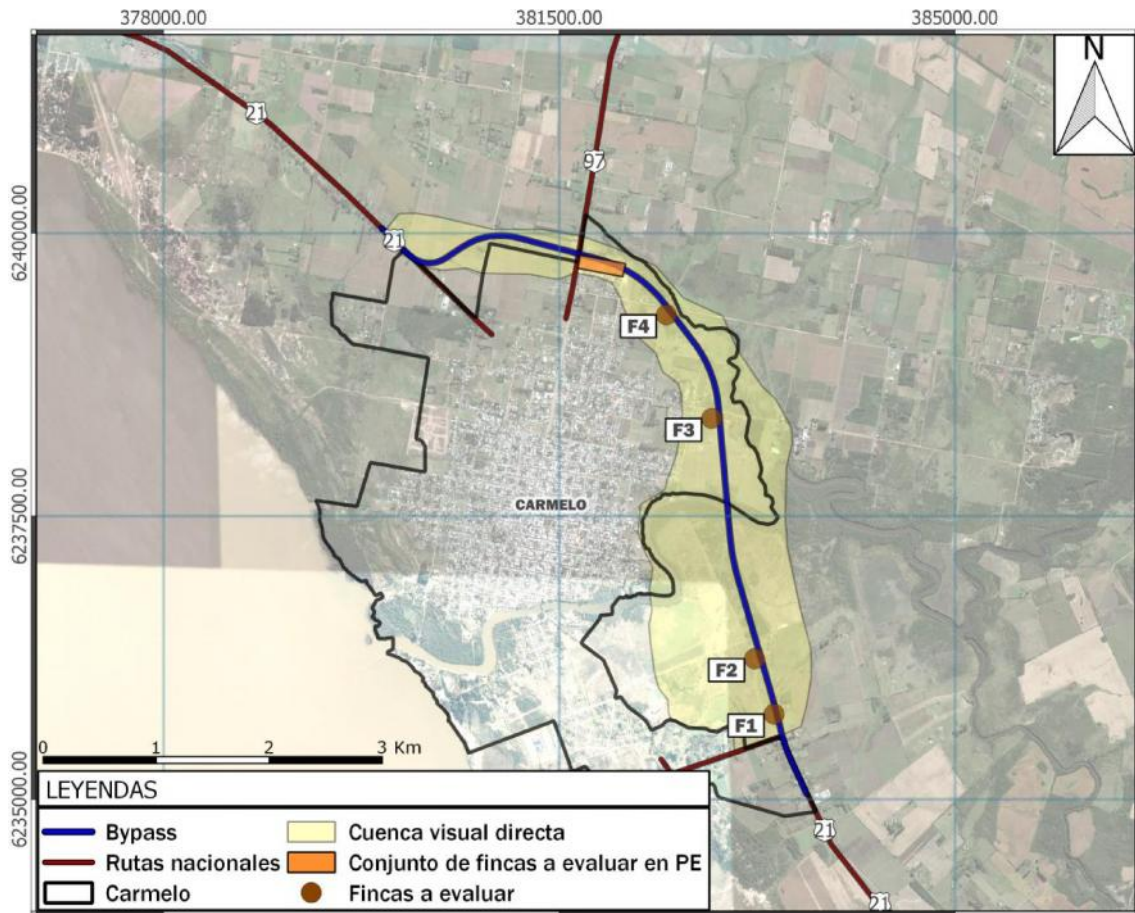 378000.00 381500.00 385000.00
N
21
97
6240000.00
21
F4
F3
6237500.00
CARMELO
F2
F1
0 1 2 3 Km
6235000.00
21
21
LEYENDAS
Bypass
Rutas nacionales
Carmelo
Cuenca visual directa
Conjunto de fincas a evaluar en PE
Fincas a evaluar